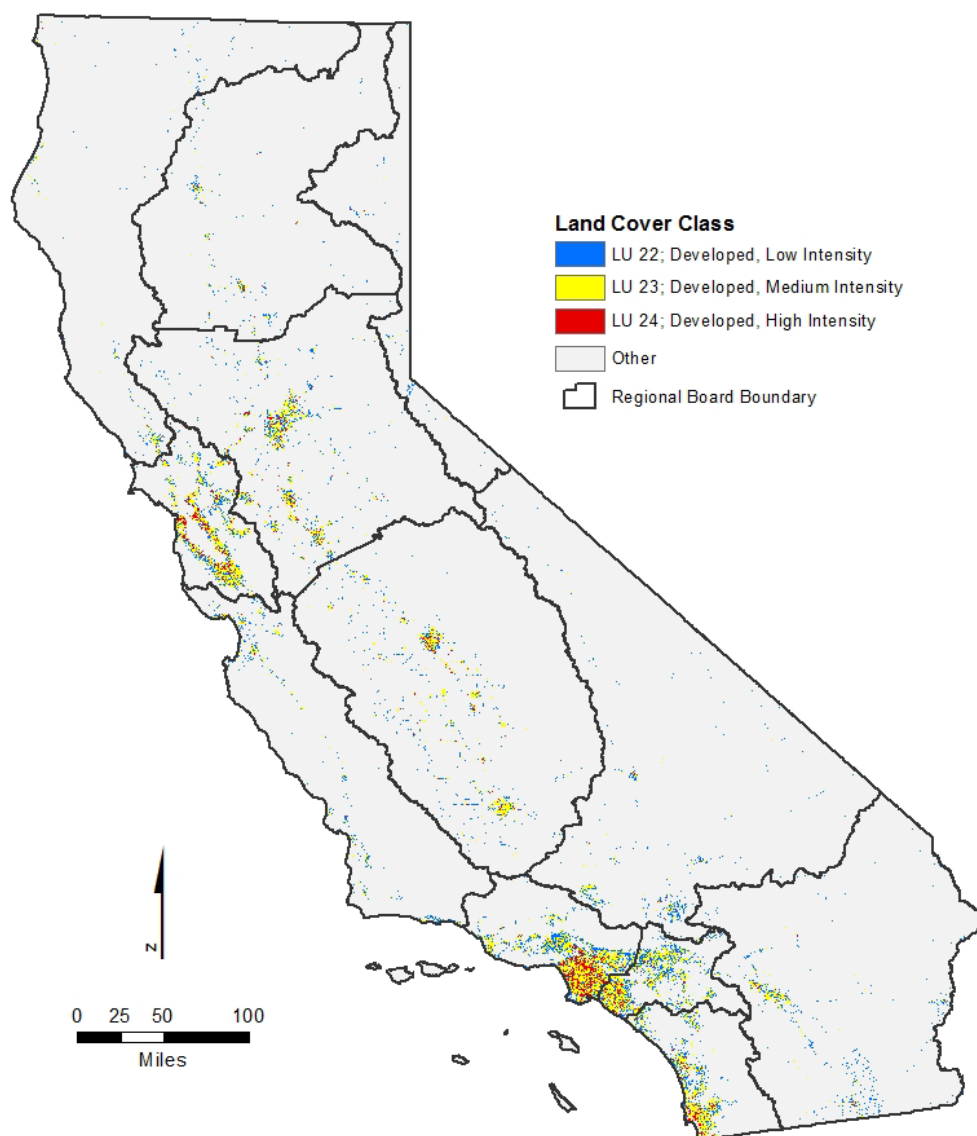 Land Cover Class
LU 22; Developed, Low Intensity
LU 23; Developed, Medium Intensity
LU 24; Developed, High Intensity
Other
Regional Board Boundary
N
0 25 50 100
Miles